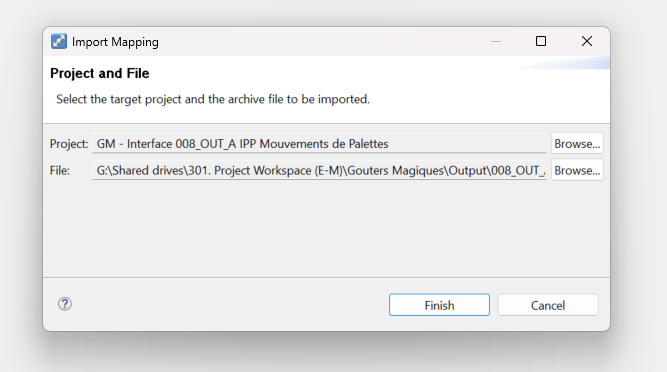 Import Mapping
Project and File
Select the target project and the archive file to be imported.
Project: GM - Interface 008_OUT_A IPP Mouvements de Palettes Browse...
File: G:\Shared drives\301. Project Workspace (E-M)\Gouters Magiques\Output\008_OUT_ Browse...
? Finish Cancel